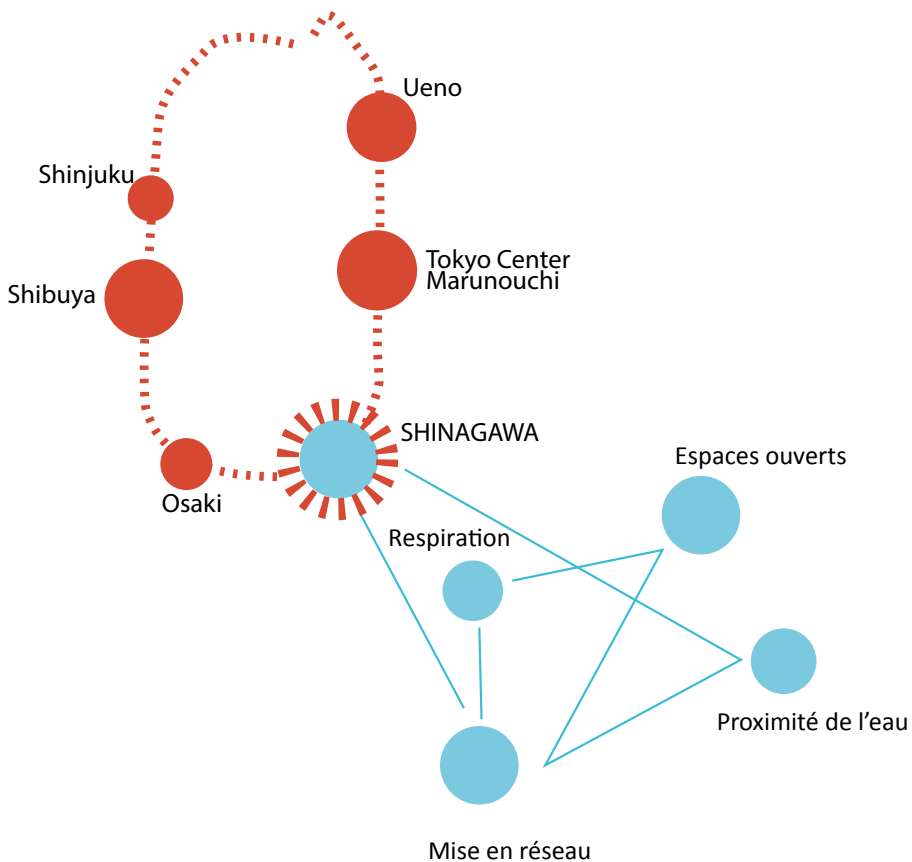 Ueno
Shinjuku
Tokyo Center
Marunouchi
Shibuya
SHINAGAWA
Espaces ouverts
Osaki
Respiration
Proximité de l'eau
Mise en réseau